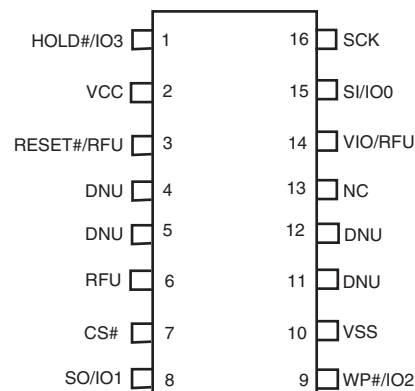 HOLD#/IO3 1 16 SCK
VCC 2 15 SI/IO0
RESET#/RFU 3 14 VIO/RFU
DNU 4 13 NC
DNU 5 12 DNU
RFU 6 11 DNU
CS# 7 10 VSS
SO/IO1 8 9 WP#/IO2